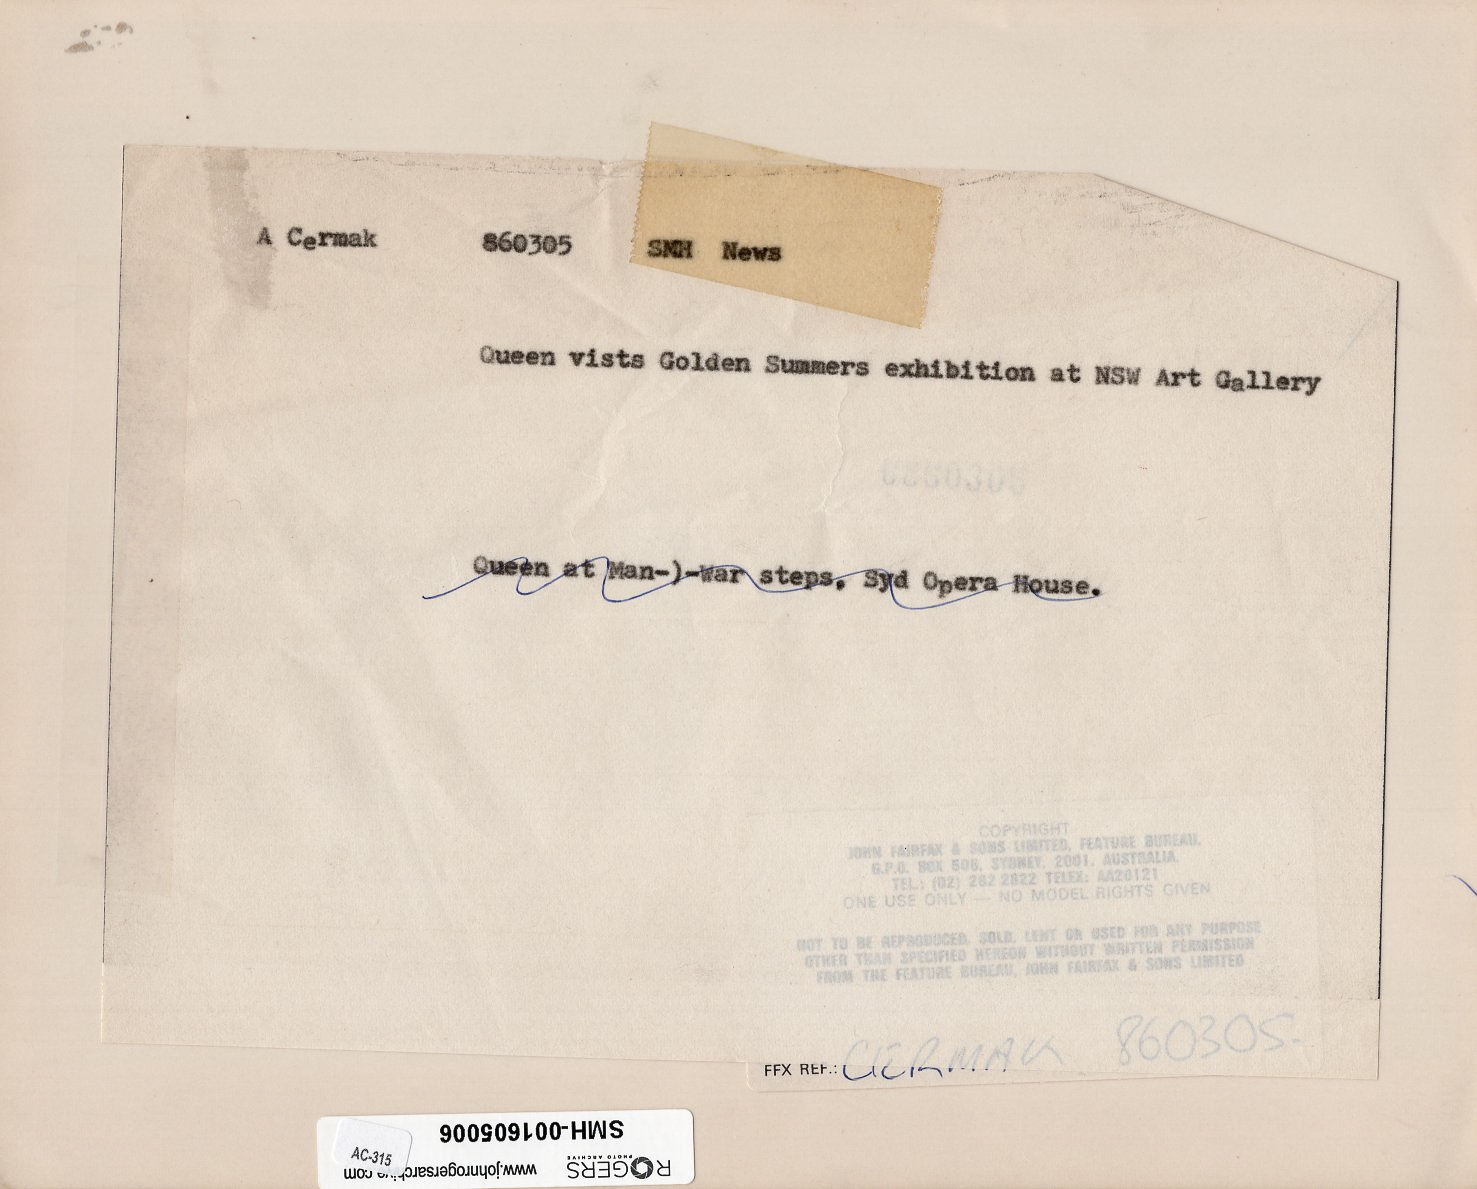 A Cermak 860305 SMH News
Queen vists Golden Summers exhibition at NSW Art Gallery
Queen at Man-)-war steps. Syd Opera House.
COPYRIGHT
JOHN FAIRFAX & SONS LIMITED, FEATURE BUREAU,
G.P.O. BOX 506, SYDNEY, 2001, AUSTRALIA,
TEL.: (02) 282 2822 TELEX: AA20121
ONE USE ONLY — NO MODEL RIGHTS GIVEN
NOT TO BE REPRODUCED, SOLD, LENT OR USED FOR ANY PURPOSE
OTHER THAN SPECIFIED HEREON WITHOUT WRITTEN PERMISSION
FROM THE FEATURE BUREAU, JOHN FAIRFAX & SONS LIMITED
FFX REF.: CERMAK 860305
SMH-001605006
AC-315
ROGERS
PHOTO ARCHIVE